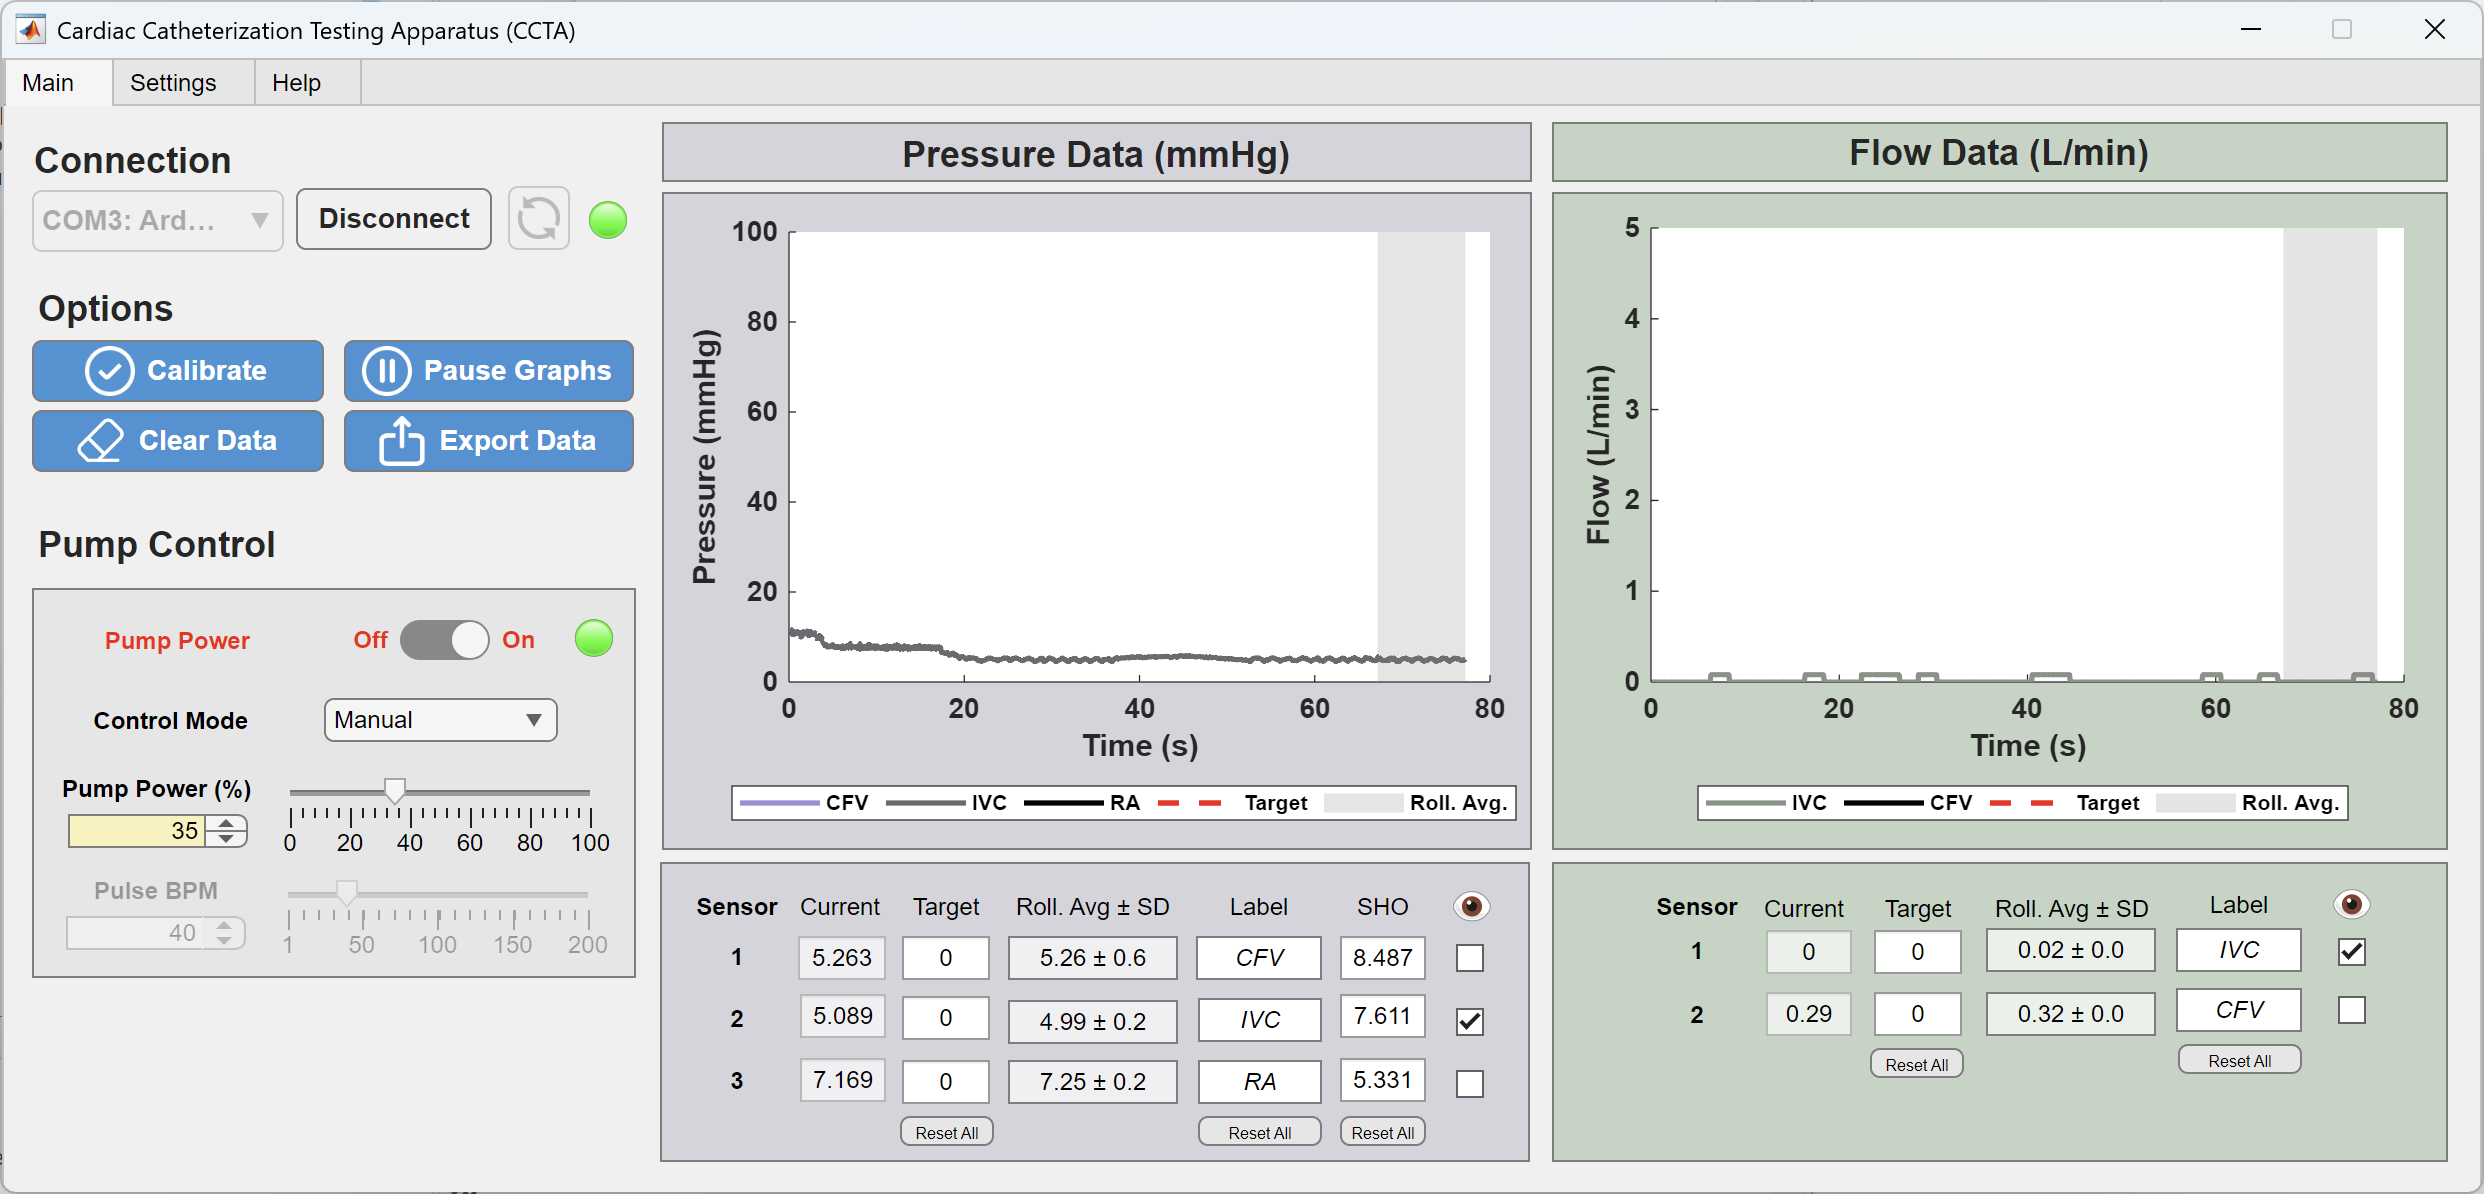 Cardiac Catheterization Testing Apparatus (CCTA)
Main Settings Help
Connection
COM3: Ard... Disconnect
Options
Calibrate Pause Graphs
Clear Data Export Data
Pump Control
Pump Power Off On
Control Mode Manual
Pump Power (%)
35
0 20 40 60 80 100
Pulse BPM
40
1 50 100 150 200
Pressure Data (mmHg)
Pressure (mmHg)
100
80
60
40
20
0
0 20 40 60 80
Time (s)
CFV IVC RA Target Roll. Avg.
Sensor Current Target Roll. Avg ± SD Label SHO
1 5.263 0 5.26 ± 0.6 CFV 8.487
2 5.089 0 4.99 ± 0.2 IVC 7.611
3 7.169 0 7.25 ± 0.2 RA 5.331
Reset All Reset All Reset All
Flow Data (L/min)
Flow (L/min)
5
4
3
2
1
0
0 20 40 60 80
Time (s)
IVC CFV Target Roll. Avg.
Sensor Current Target Roll. Avg ± SD Label
1 0 0 0.02 ± 0.0 IVC
2 0.29 0 0.32 ± 0.0 CFV
Reset All Reset All